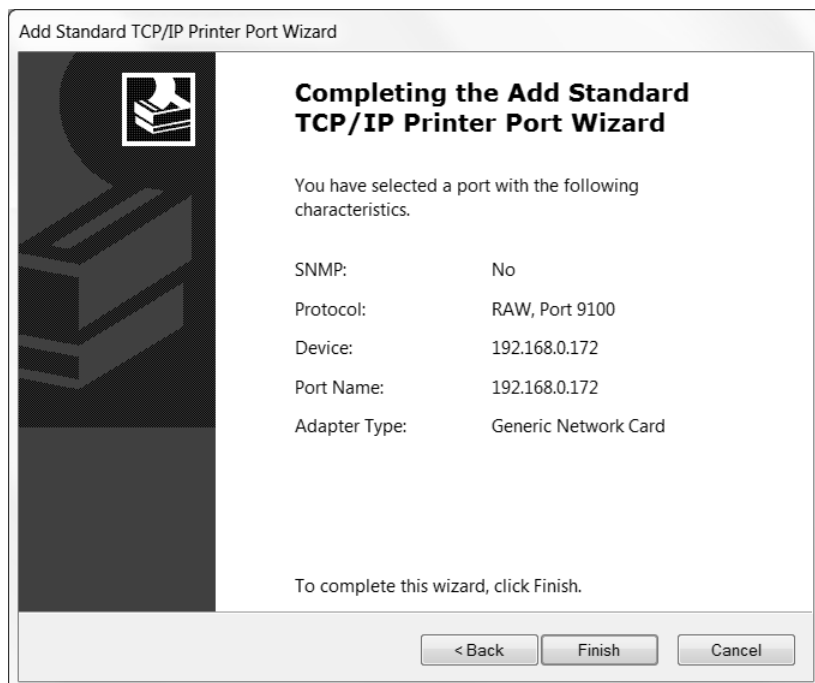 Add Standard TCP/IP Printer Port Wizard
Completing the Add Standard
TCP/IP Printer Port Wizard
You have selected a port with the following
characteristics.
SNMP: No
Protocol: RAW, Port 9100
Device: 192.168.0.172
Port Name: 192.168.0.172
Adapter Type: Generic Network Card
To complete this wizard, click Finish.
< Back Finish Cancel